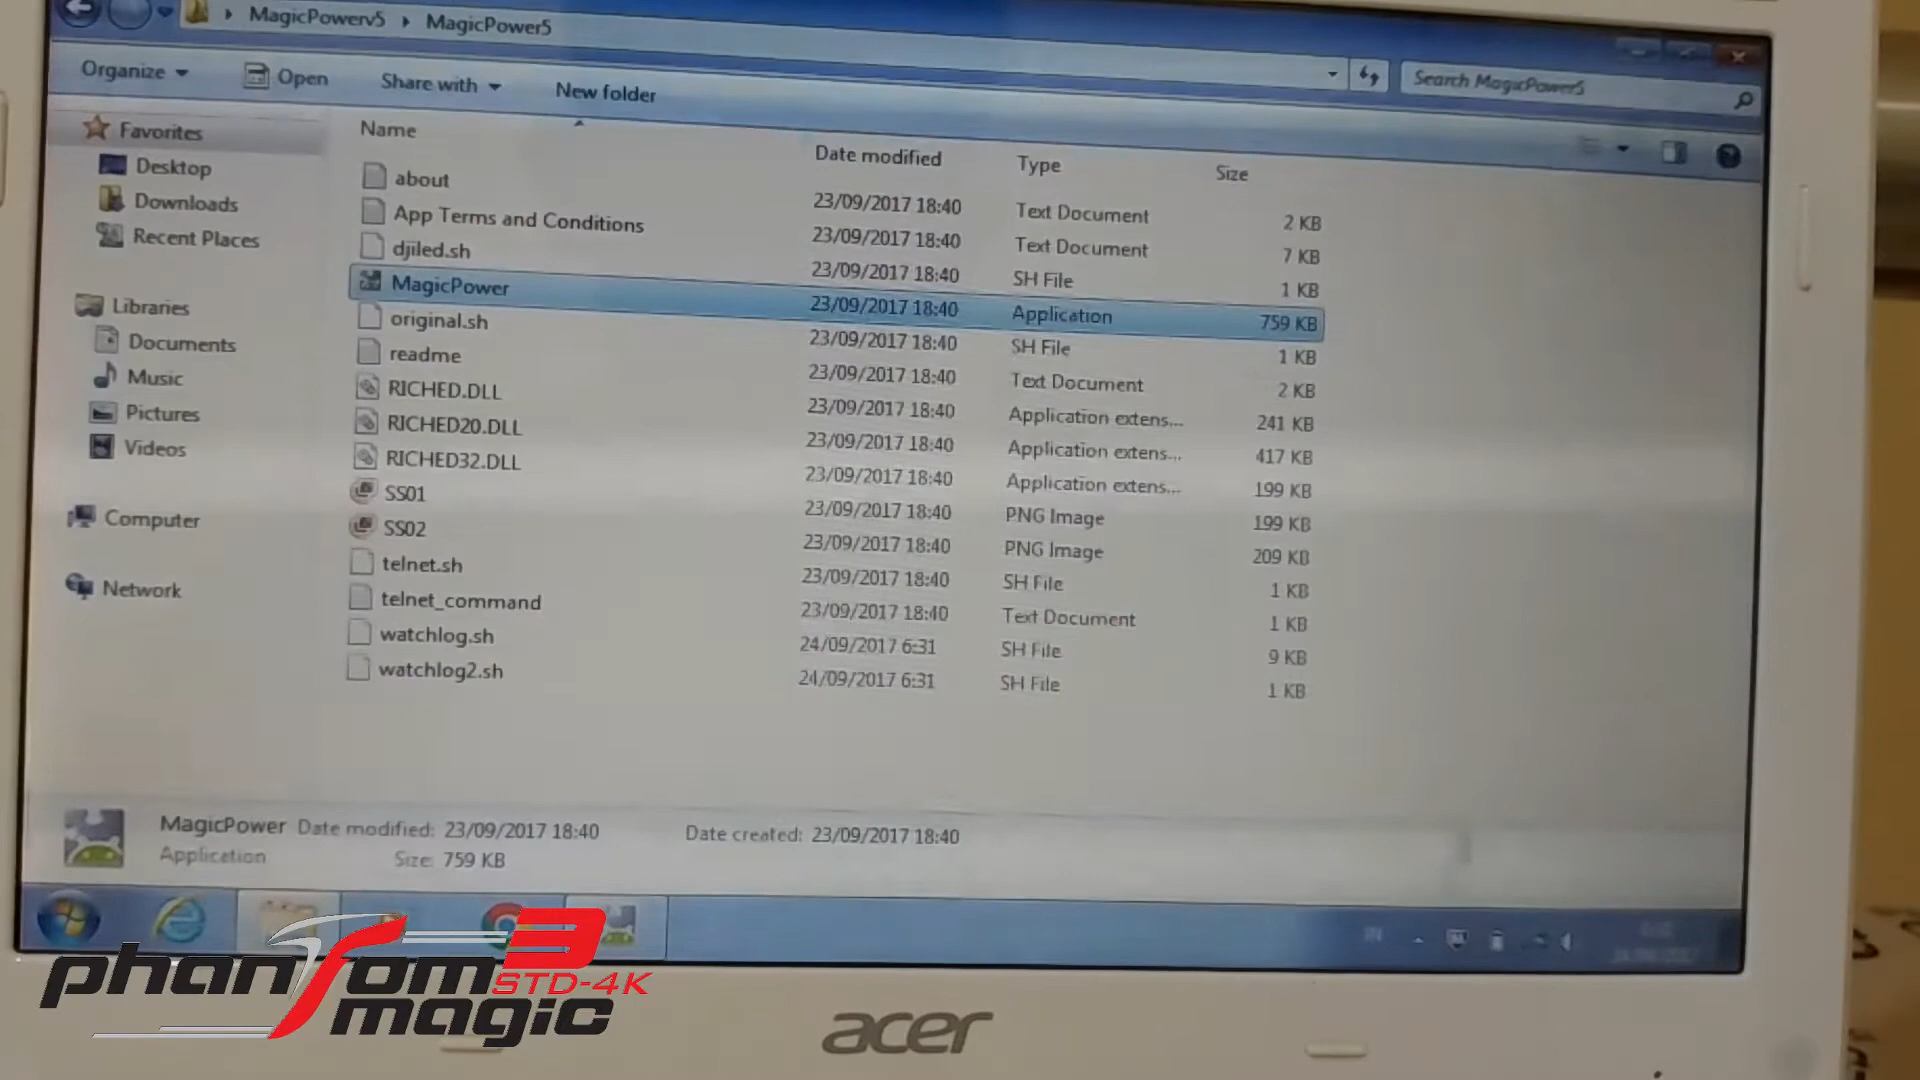 MagicPowerv5 MagicPower5
Search MagicPower5
Organize Open Share with New folder
Name Date modified Type Size
Favorites
Desktop
Downloads
Recent Places
Libraries
Documents
Music
Pictures
Videos
Computer
Network
about 23/09/2017 18:40 Text Document 2 KB
App Terms and Conditions 23/09/2017 18:40 Text Document 7 KB
djiled.sh 23/09/2017 18:40 SH File 1 KB
MagicPower 23/09/2017 18:40 Application 759 KB
original.sh 23/09/2017 18:40 SH File 1 KB
readme 23/09/2017 18:40 Text Document 2 KB
RICHED.DLL 23/09/2017 18:40 Application extens... 241 KB
RICHED20.DLL 23/09/2017 18:40 Application extens... 417 KB
RICHED32.DLL 23/09/2017 18:40 Application extens... 199 KB
SS01 23/09/2017 18:40 PNG Image 199 KB
SS02 23/09/2017 18:40 PNG Image 209 KB
telnet.sh 23/09/2017 18:40 SH File 1 KB
telnet_command 23/09/2017 18:40 Text Document 1 KB
watchlog.sh 24/09/2017 6:31 SH File 9 KB
watchlog2.sh 24/09/2017 6:31 SH File 1 KB
MagicPower Date modified: 23/09/2017 18:40 Date created: 23/09/2017 18:40
Application Size: 759 KB
IN
phantom 3
STD-4K
magic
acer